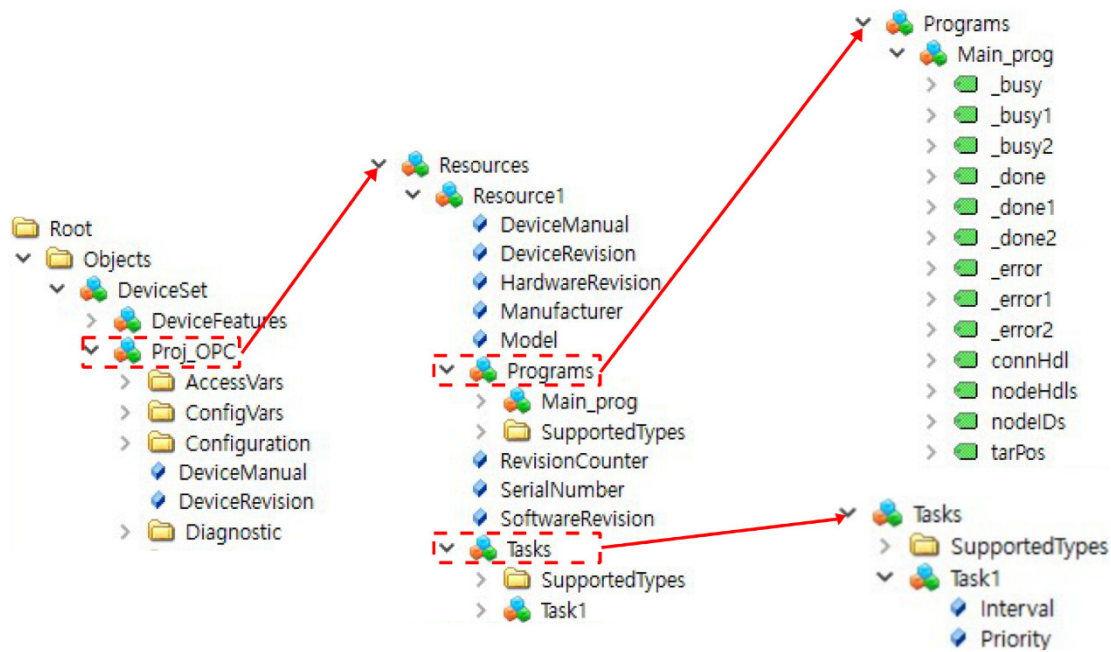 Root
Objects
DeviceSet
DeviceFeatures
Proj_OPC
AccessVars
ConfigVars
Configuration
DeviceManual
DeviceRevision
Diagnostic
Resources
Resource1
DeviceManual
DeviceRevision
HardwareRevision
Manufacturer
Model
Programs
Main_prog
SupportedTypes
RevisionCounter
SerialNumber
SoftwareRevision
Tasks
SupportedTypes
Task1
Programs
Main_prog
_busy
_busy1
_busy2
_done
_done1
_done2
_error
_error1
_error2
connHdl
nodeHdls
nodeIDs
tarPos
Tasks
SupportedTypes
Task1
Interval
Priority